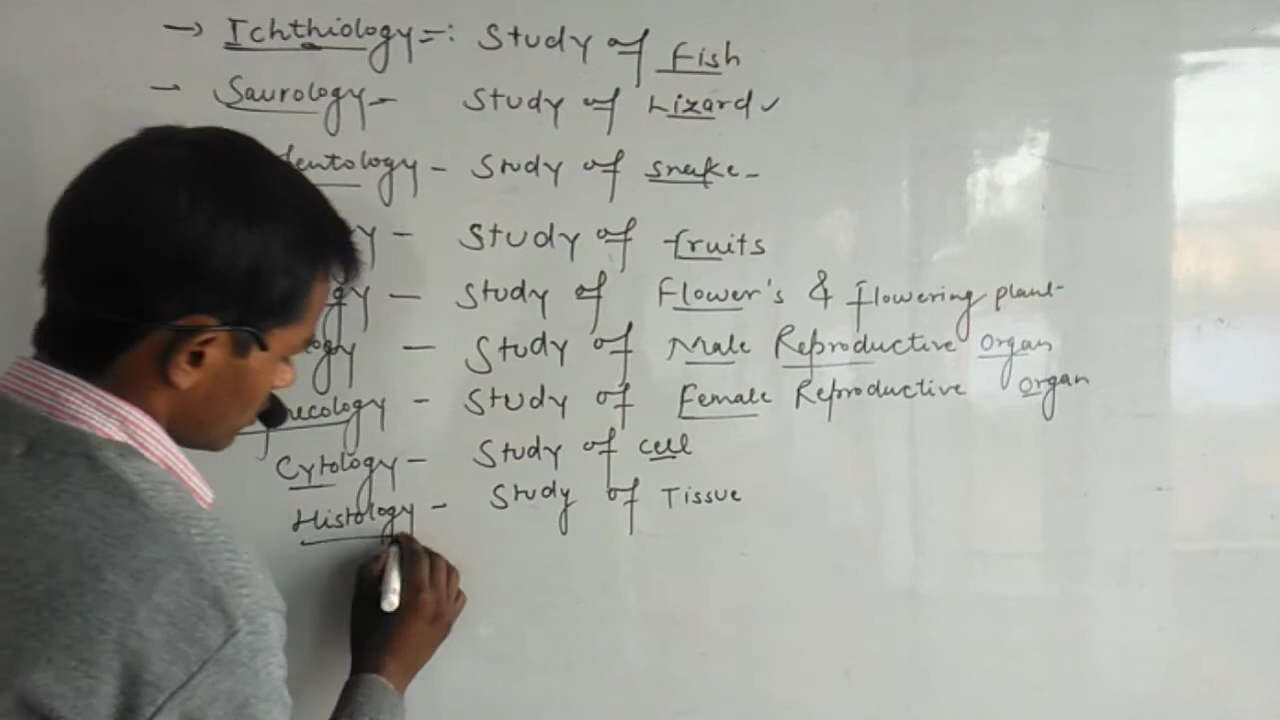 → Ichthiology =: Study of Fish
- Saurology - Study of Lizard ✓
- Study of snake -
- Study of fruits
- Study of Flower's & flowering plant-
- Study of Male Reproductive organ
- Study of Female Reproductive organ
Cytology - Study of cell
Histology - Study of Tissue